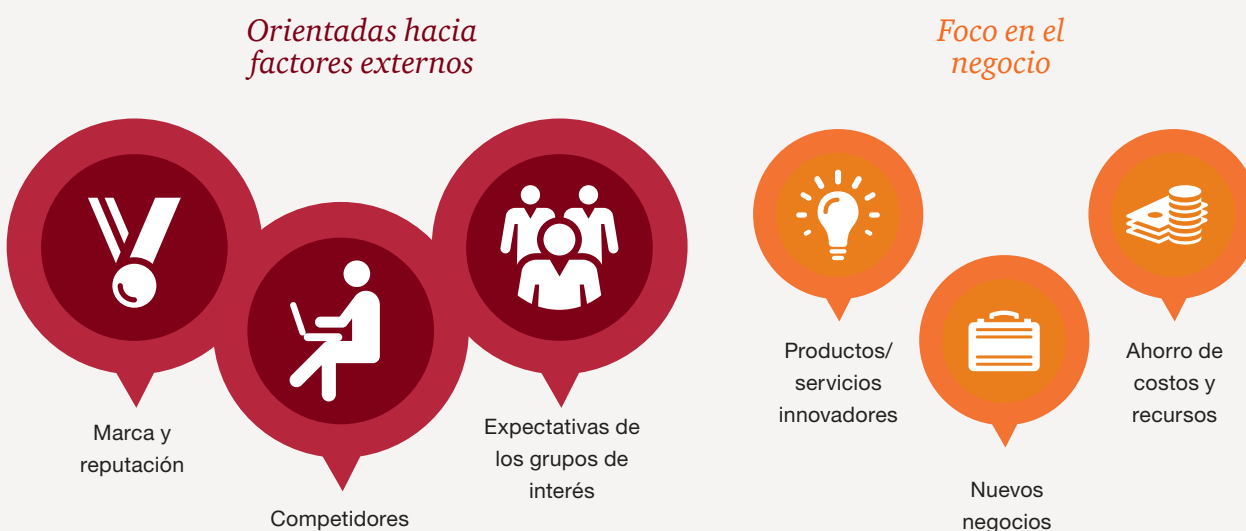 Orientadas hacia
factores externos
Marca y
reputación
Competidores
Expectativas de
los grupos de
interés
Foco en el
negocio
Productos/
servicios
innovadores
Nuevos
negocios
Ahorro de
costos y
recursos